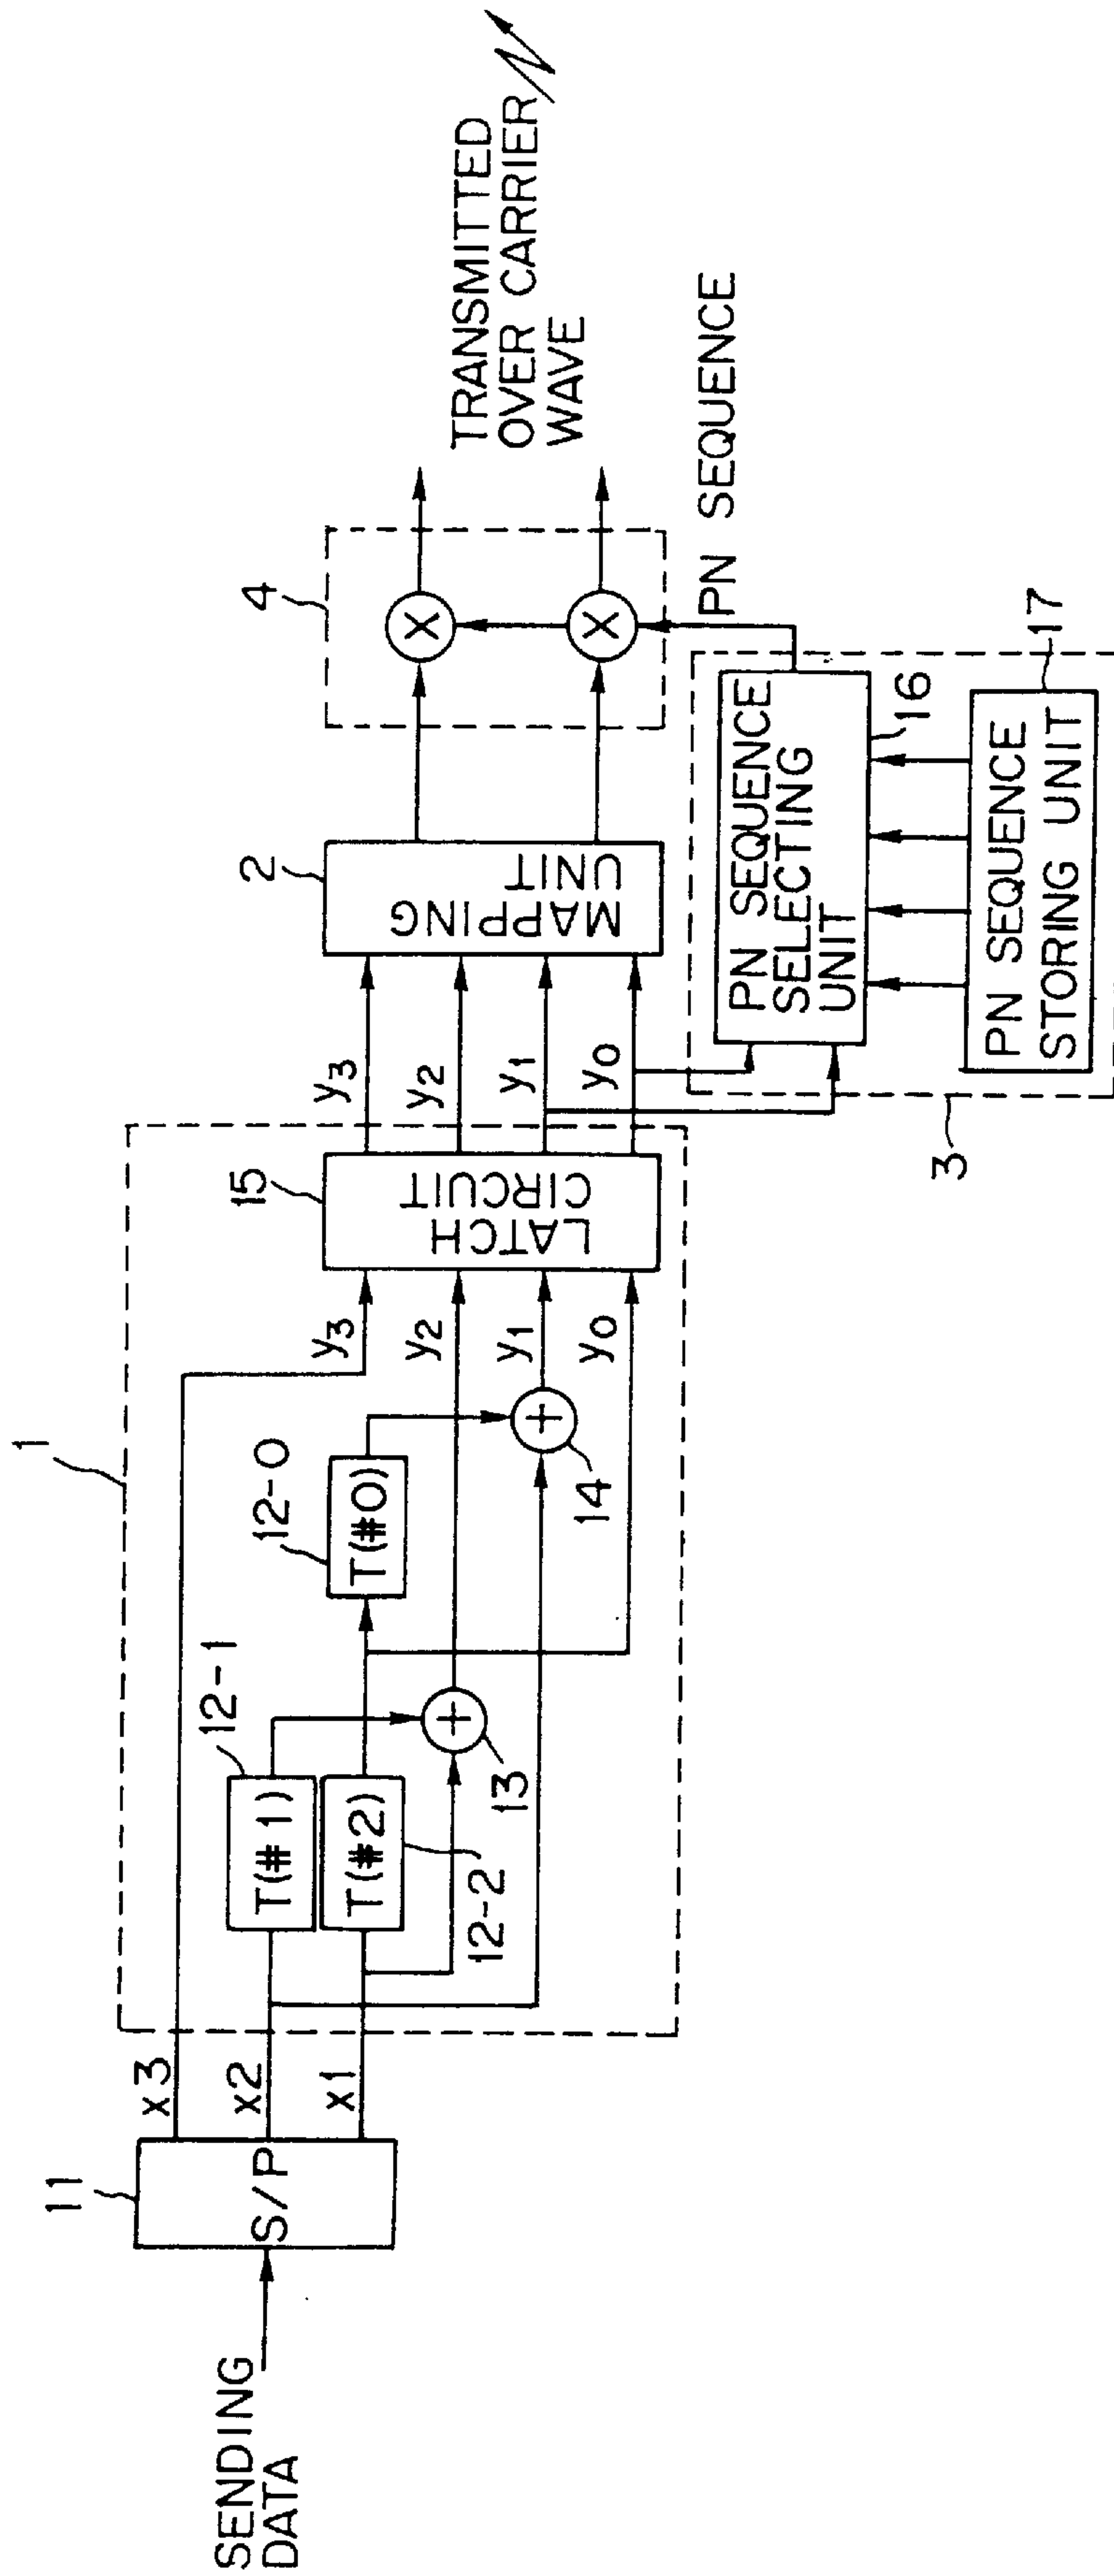 SENDING
DATA
11
S/P
x3
x2
x1
1
12-1
T(#1)
T(#2)
12-2
13
12-0
T(#0)
14
y3
y2
y1
y0
15
LATCH
CIRCUIT
y3
y2
y1
y0
2
MAPPING
UNIT
4
X
X
TRANSMITTED
OVER CARRIER
WAVE
PN SEQUENCE
3
PN SEQUENCE
SELECTING
UNIT
16
PN SEQUENCE
STORING UNIT
17